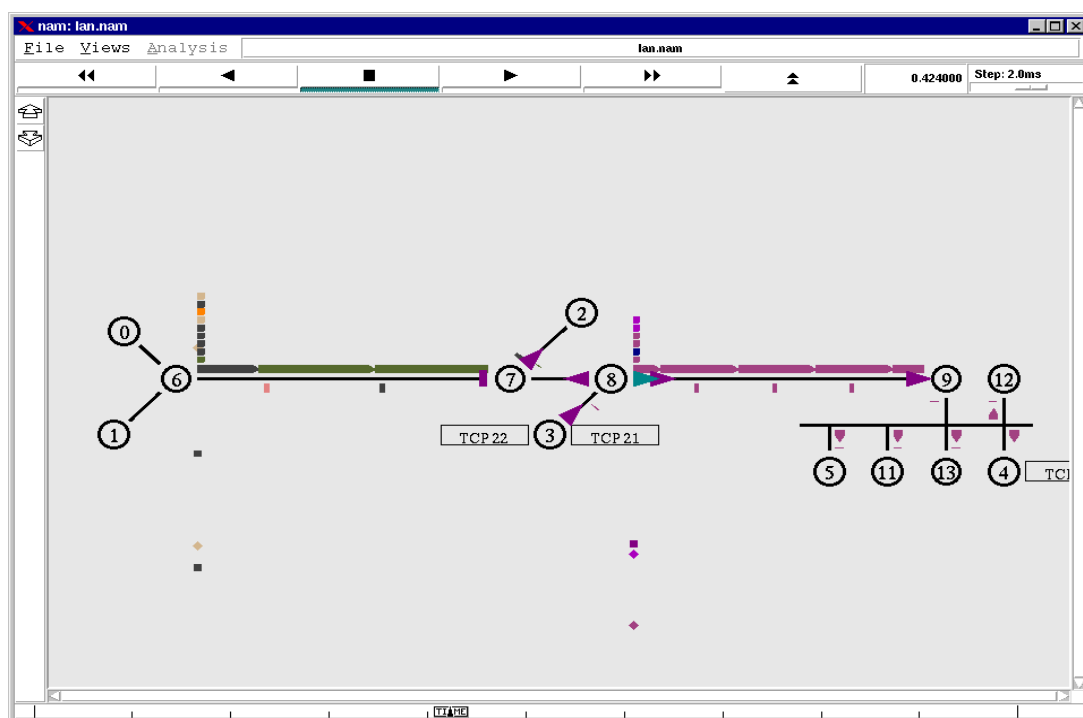 nam: lan.nam
File Views Analysis lan.nam
0.424000 Step: 2.0ms
0 2
6 7 8 9 12
1 TCP 22 3 TCP 21
5 11 13 4
TIME